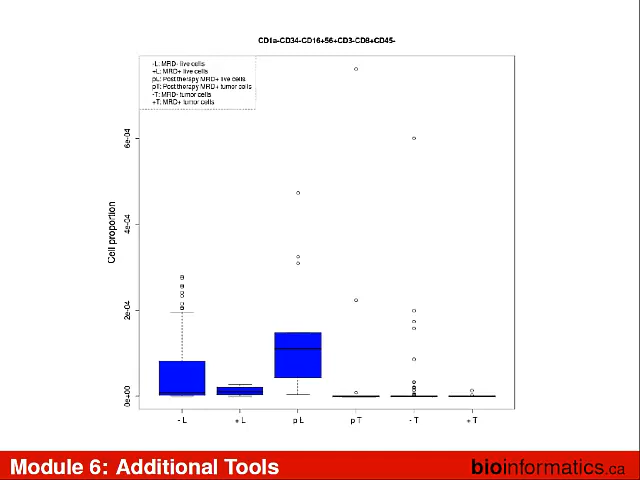 CD1a-CD34-CD16+56+CD3-CD8+CD45-
-L: MRD- live cells
+L: MRD+ live cells
pL: Post therapy MRD+ live cells
pT: Post therapy MRD+ tumor cells
-T: MRD- tumor cells
+T: MRD+ tumor cells
Cell proportion
6e-04
4e-04
2e-04
0e+00
- L
+ L
p L
p T
- T
+ T
Module 6: Additional Tools
bioinformatics.ca